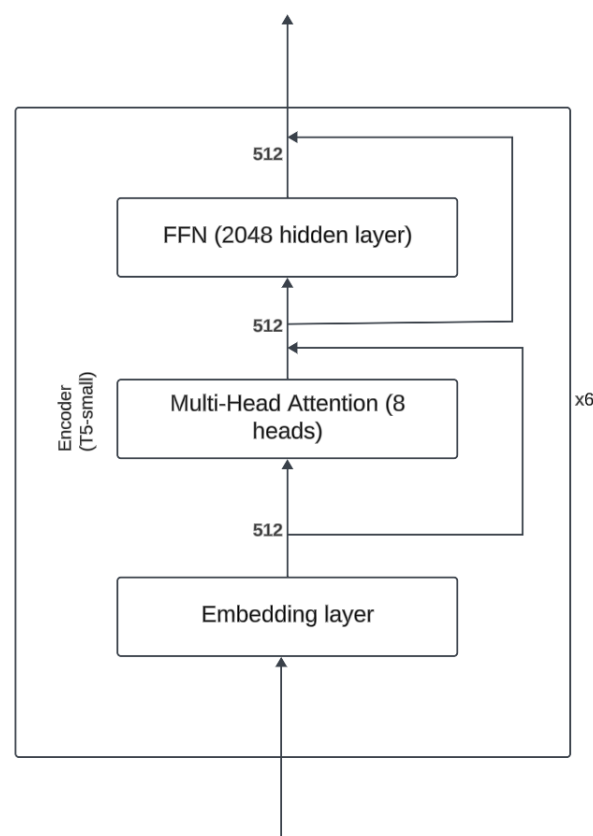 512
FFN (2048 hidden layer)
512
Multi-Head Attention (8
heads)
Encoder
(T5-small)
x6
512
Embedding layer